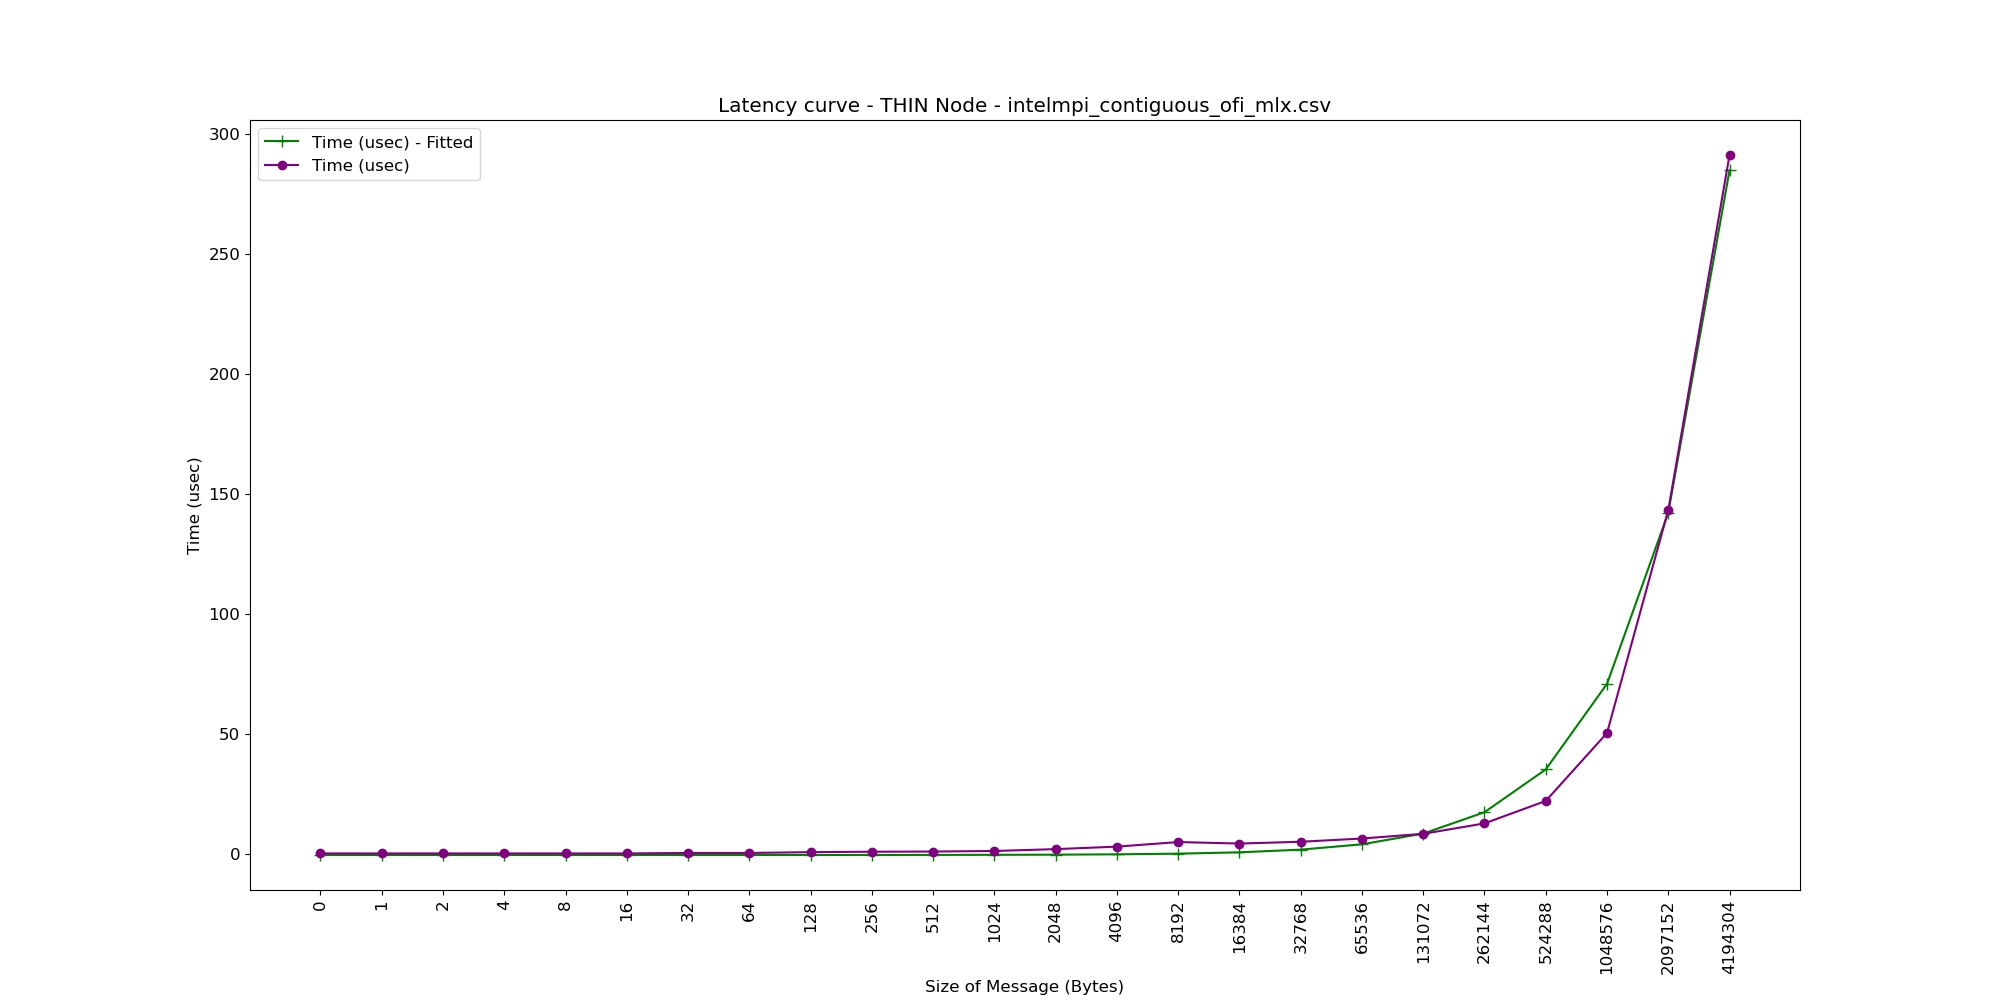 Latency curve - THIN Node - intelmpi_contiguous_ofi_mlx.csv
Time (usec) - Fitted
Time (usec)
300
250
200
150
100
50
0
Time (usec)
0 1 2 4 8 16 32 64 128 256 512 1024 2048 4096 8192 16384 32768 65536 131072 262144 524288 1048576 2097152 4194304
Size of Message (Bytes)